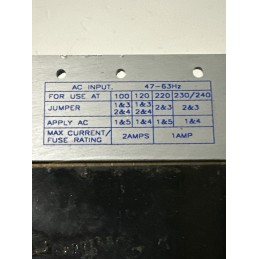 AC INPUT, 47-63Hz
FOR USE AT 100 120 220 230/240
JUMPER 1&3 1&3 2&3 2&3
2&4 2&4
APPLY AC 1&5 1&4 1&5 1&4
MAX CURRENT/ 2AMPS 1AMP
FUSE RATING